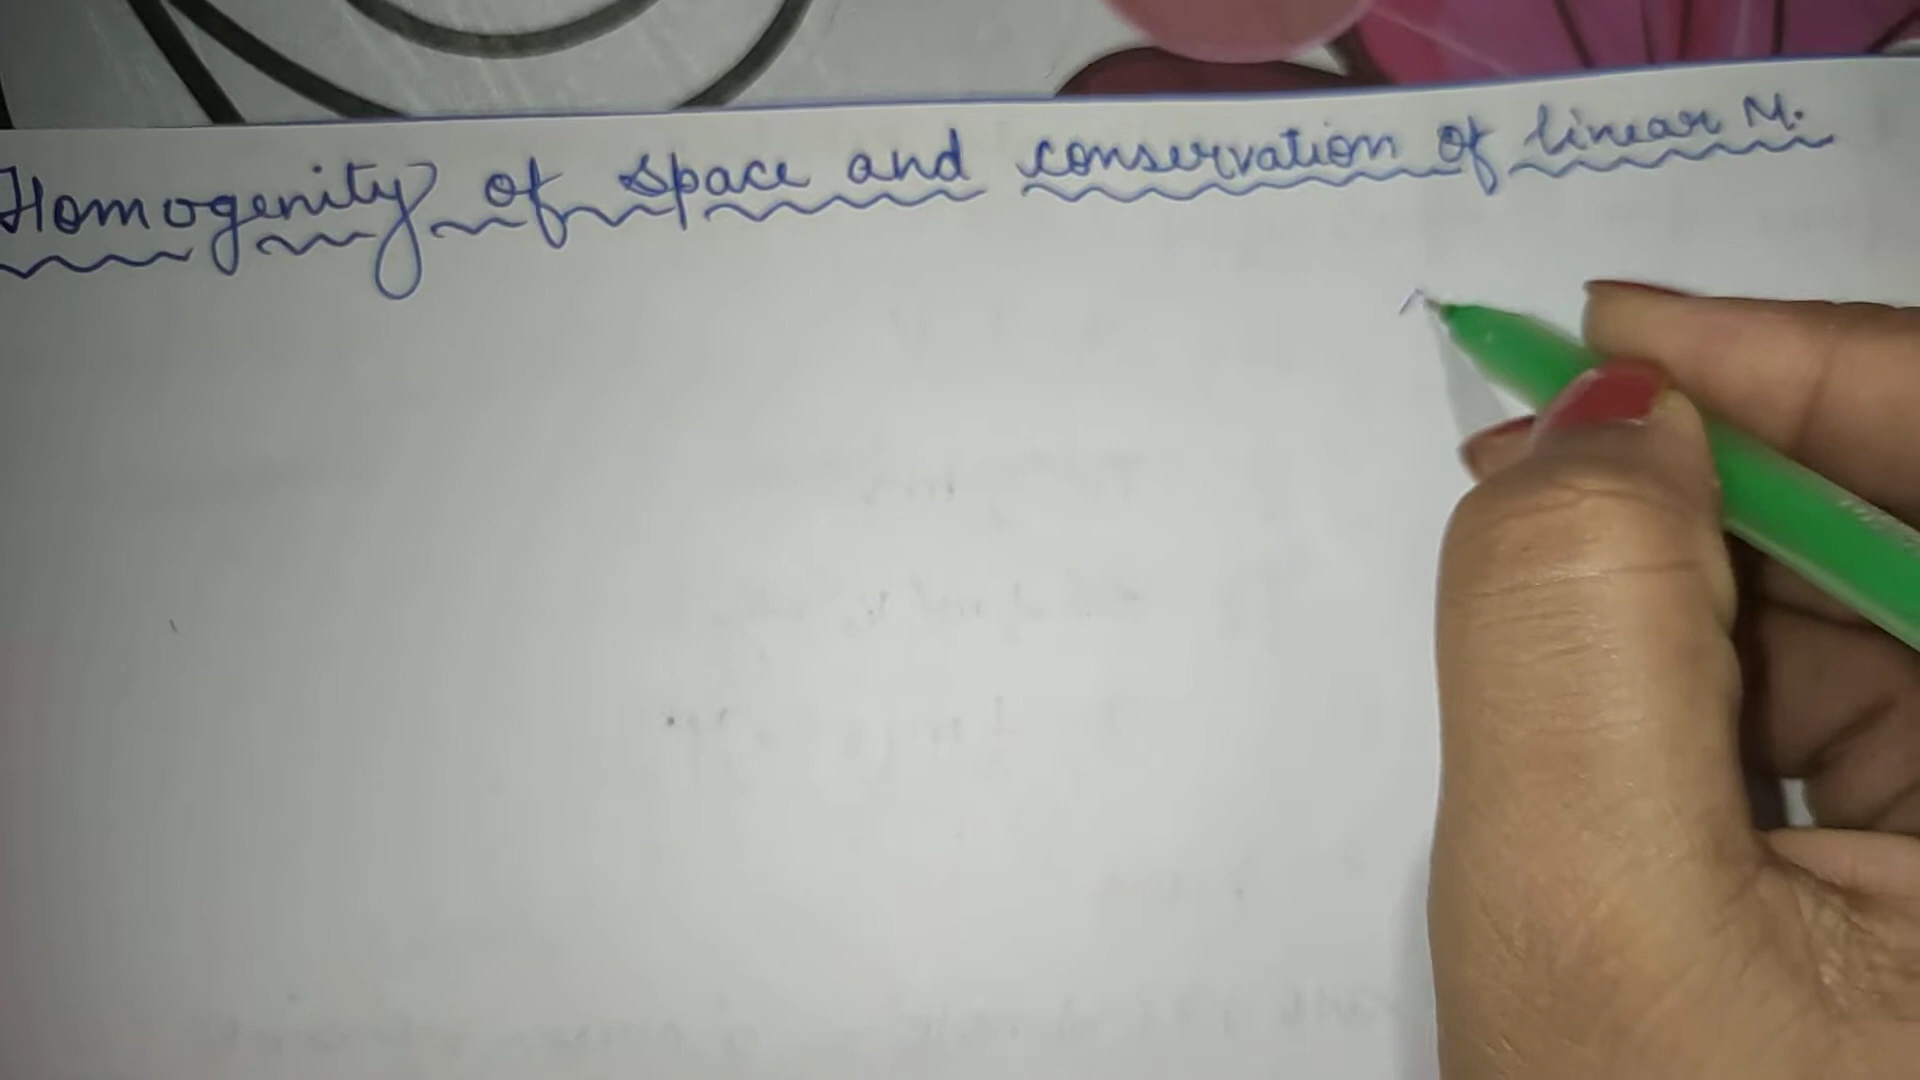 Homogenity of space and conservation of linear M.